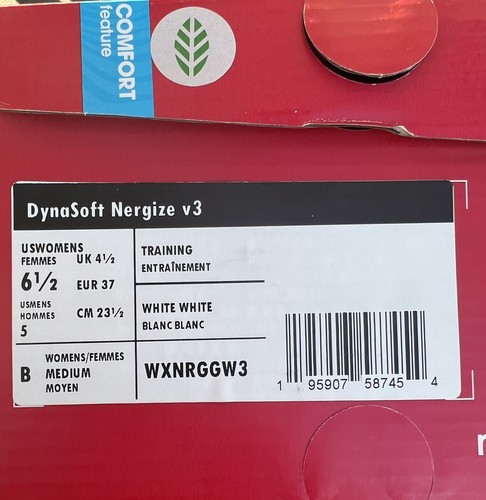 COMFORT
feature
DynaSoft Nergize v3
USWOMENS
FEMMES
6½
USMENS
HOMMES
5
UK 4½
EUR 37
CM 23½
TRAINING
ENTRAÎNEMENT
WHITE WHITE
BLANC BLANC
B
WOMENS/FEMMES
MEDIUM
MOYEN
WXNRGGW3
1 95907 58745 4